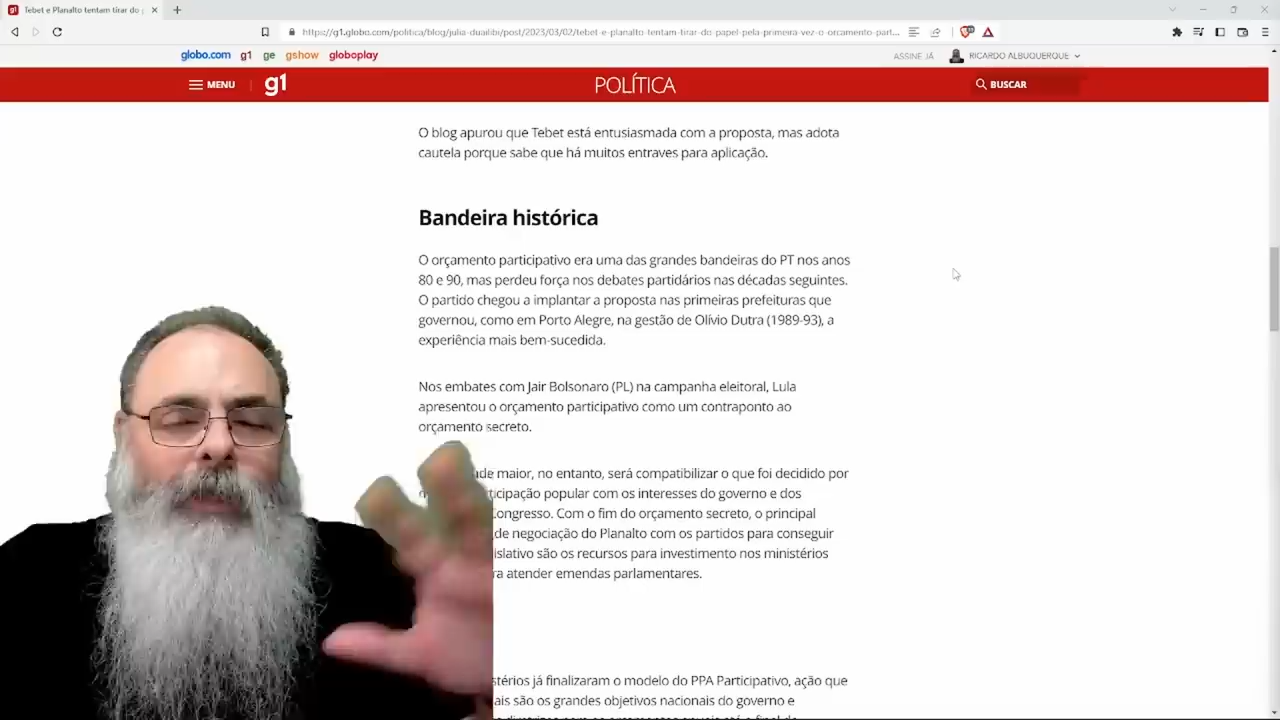 Tebet e Planalto tentam tirar do
https://g1.globo.com/politica/blog/julia-duailibi/post/2023/03/02/tebet-e-planalto-tentam-tirar-do-papel-pela-primeira-vez-o-orcamento-part...
globo.com g1 ge gshow globoplay
ASSINE JÁ RICARDO ALBUQUERQUE
MENU g1 POLÍTICA BUSCAR
O blog apurou que Tebet está entusiasmada com a proposta, mas adota
cautela porque sabe que há muitos entraves para aplicação.
Bandeira histórica
O orçamento participativo era uma das grandes bandeiras do PT nos anos
80 e 90, mas perdeu força nos debates partidários nas décadas seguintes.
O partido chegou a implantar a proposta nas primeiras prefeituras que
governou, como em Porto Alegre, na gestão de Olívio Dutra (1989-93), a
experiência mais bem-sucedida.
Nos embates com Jair Bolsonaro (PL) na campanha eleitoral, Lula
apresentou o orçamento participativo como um contraponto ao
orçamento secreto.
maior, no entanto, será compatibilizar o que foi decidido por
ticipação popular com os interesses do governo e dos
Congresso. Com o fim do orçamento secreto, o principal
de negociação do Planalto com os partidos para conseguir
islativo são os recursos para investimento nos ministérios
ra atender emendas parlamentares.
stérios já finalizaram o modelo do PPA Participativo, ação que
ais são os grandes objetivos nacionais do governo e